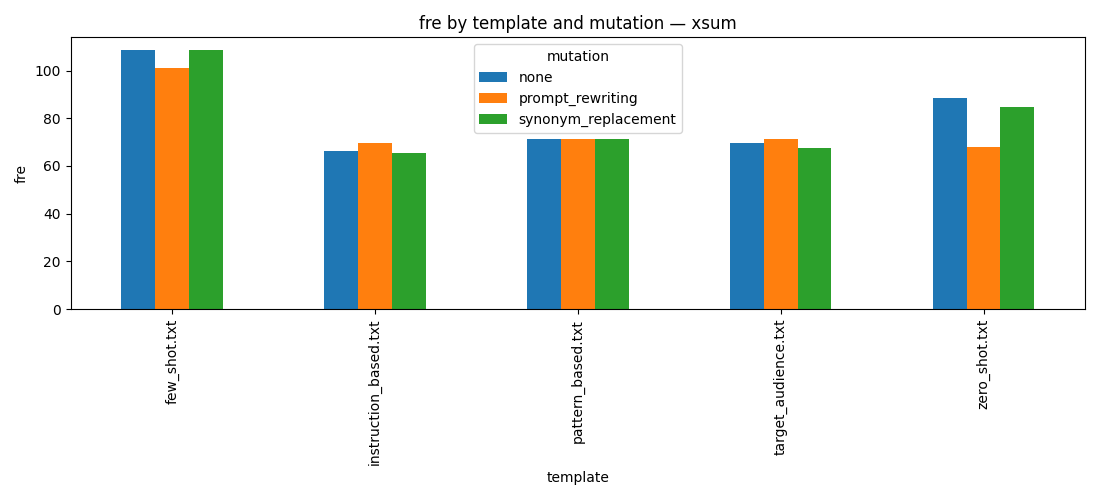 fre by template and mutation — xsum
mutation
none
prompt_rewriting
synonym_replacement
fre
100
80
60
40
20
0
few_shot.txt
instruction_based.txt
pattern_based.txt
target_audience.txt
zero_shot.txt
template